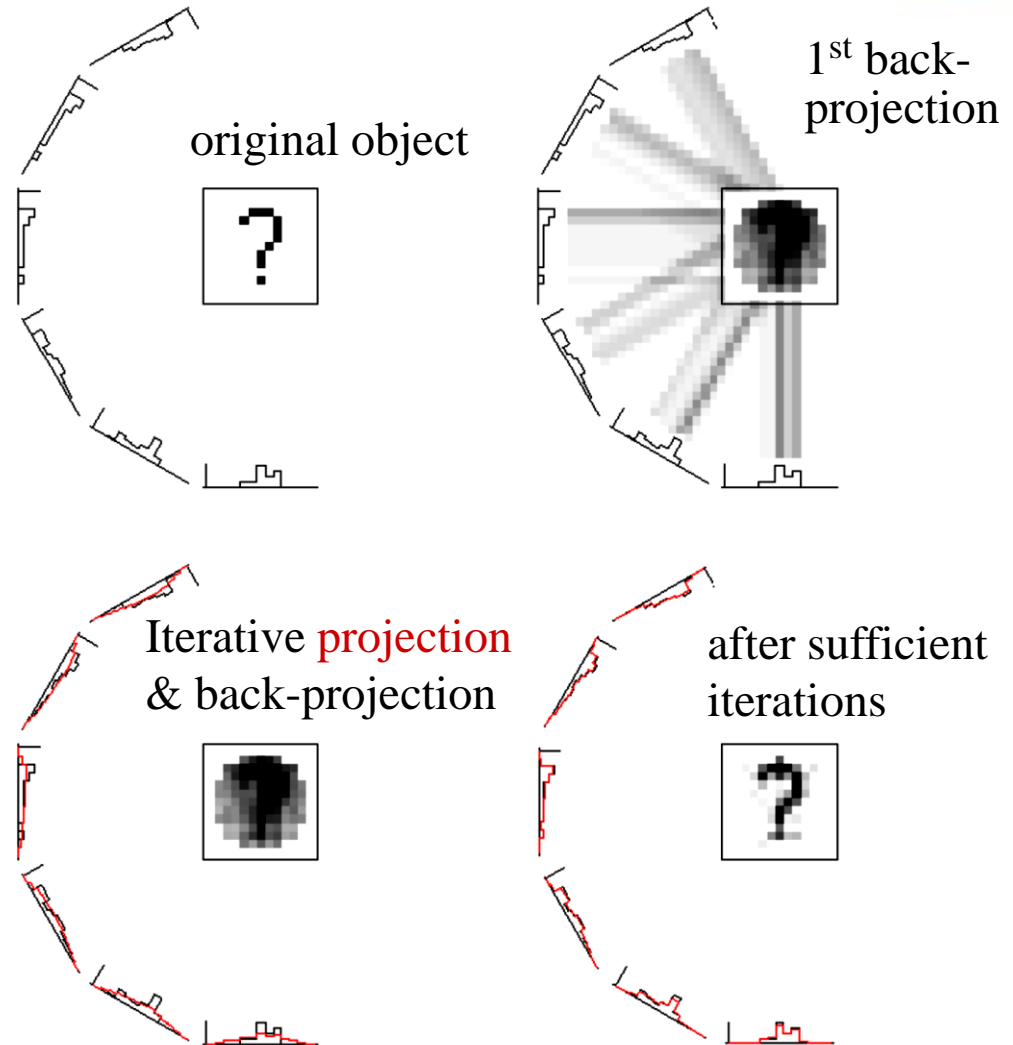 original object
1st back-
projection
Iterative projection
& back-projection
after sufficient
iterations